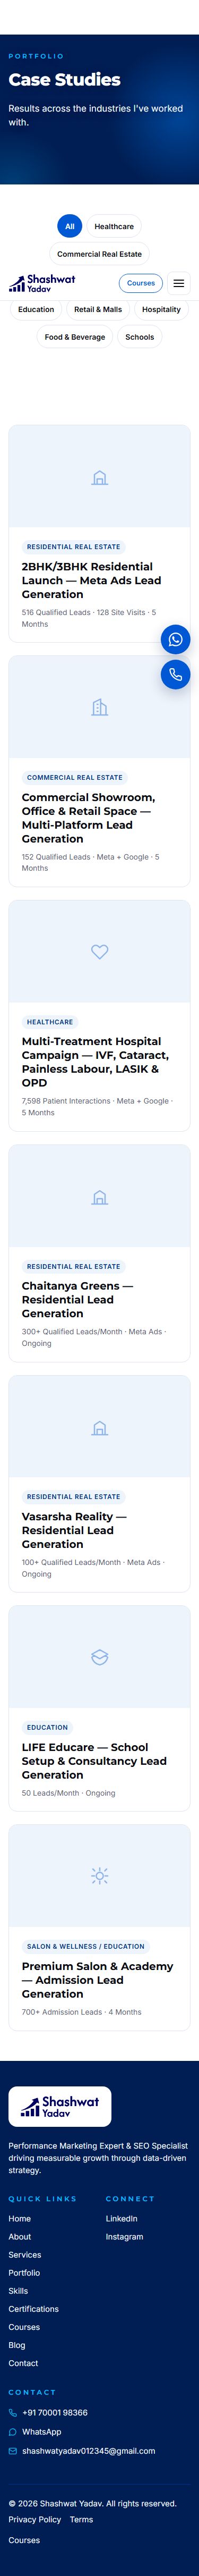 PORTFOLIO
Case Studies
Results across the industries I've worked
with.
All
Healthcare
Commercial Real Estate
Shashwat
Yadav
Courses
Education
Retail & Malls
Hospitality
Food & Beverage
Schools
RESIDENTIAL REAL ESTATE
2BHK/3BHK Residential
Launch — Meta Ads Lead
Generation
516 Qualified Leads · 128 Site Visits · 5
Months
COMMERCIAL REAL ESTATE
Commercial Showroom,
Office & Retail Space —
Multi-Platform Lead
Generation
152 Qualified Leads · Meta + Google · 5
Months
HEALTHCARE
Multi-Treatment Hospital
Campaign — IVF, Cataract,
Painless Labour, LASIK &
OPD
7,598 Patient Interactions · Meta + Google ·
5 Months
RESIDENTIAL REAL ESTATE
Chaitanya Greens —
Residential Lead
Generation
300+ Qualified Leads/Month · Meta Ads ·
Ongoing
RESIDENTIAL REAL ESTATE
Vasarsha Reality —
Residential Lead
Generation
100+ Qualified Leads/Month · Meta Ads ·
Ongoing
EDUCATION
LIFE Educare — School
Setup & Consultancy Lead
Generation
50 Leads/Month · Ongoing
SALON & WELLNESS / EDUCATION
Premium Salon & Academy
— Admission Lead
Generation
700+ Admission Leads · 4 Months
Shashwat
Yadav
Performance Marketing Expert & SEO Specialist
driving measurable growth through data-driven
strategy.
QUICK LINKS
Home
About
Services
Portfolio
Skills
Certifications
Courses
Blog
Contact
CONNECT
LinkedIn
Instagram
CONTACT
+91 70001 98366
WhatsApp
shashwatyadav012345@gmail.com
© 2026 Shashwat Yadav. All rights reserved.
Privacy Policy Terms
Courses